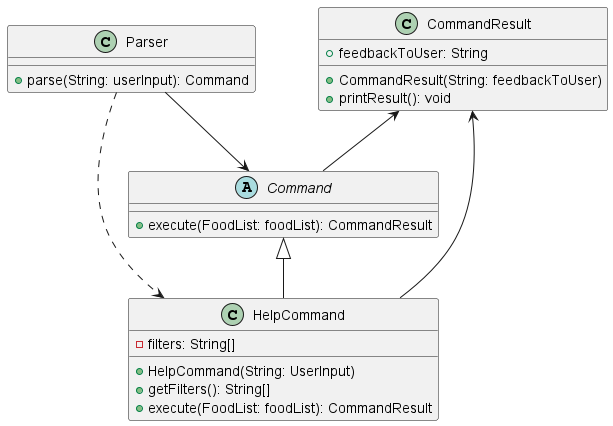 C Parser
parse(String: userInput): Command
C CommandResult
feedbackToUser: String
CommandResult(String: feedbackToUser)
printResult(): void
A Command
execute(FoodList: foodList): CommandResult
C HelpCommand
filters: String[]
HelpCommand(String: UserInput)
getFilters(): String[]
execute(FoodList: foodList): CommandResult